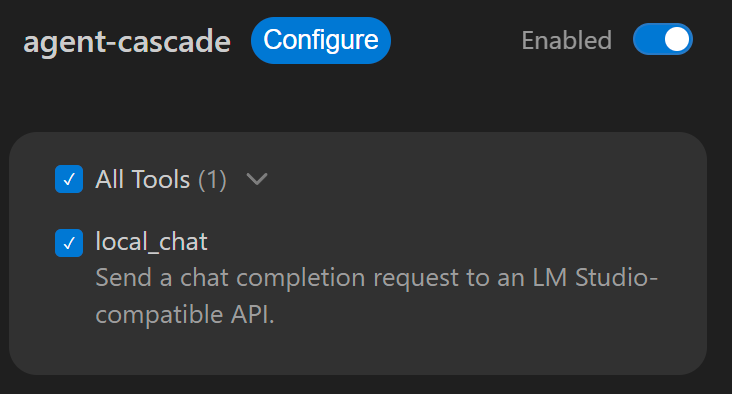 agent-cascade Configure Enabled
All Tools (1)
local_chat
Send a chat completion request to an LM Studio-
compatible API.